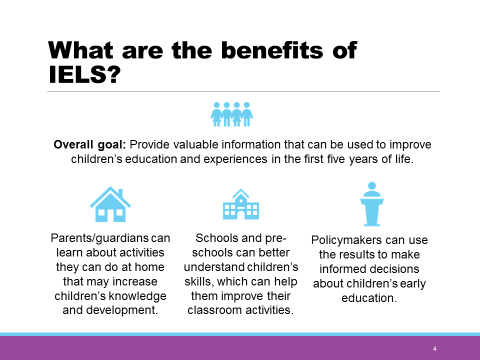 What are the benefits of
IELS?
Overall goal: Provide valuable information that can be used to improve
children's education and experiences in the first five years of life.
Parents/guardians can
learn about activities
they can do at home
that may increase
children's knowledge
and development.
Schools and pre-
schools can better
understand children's
skills, which can help
them improve their
classroom activities.
Policymakers can use
the results to make
informed decisions
about children's early
education.
4